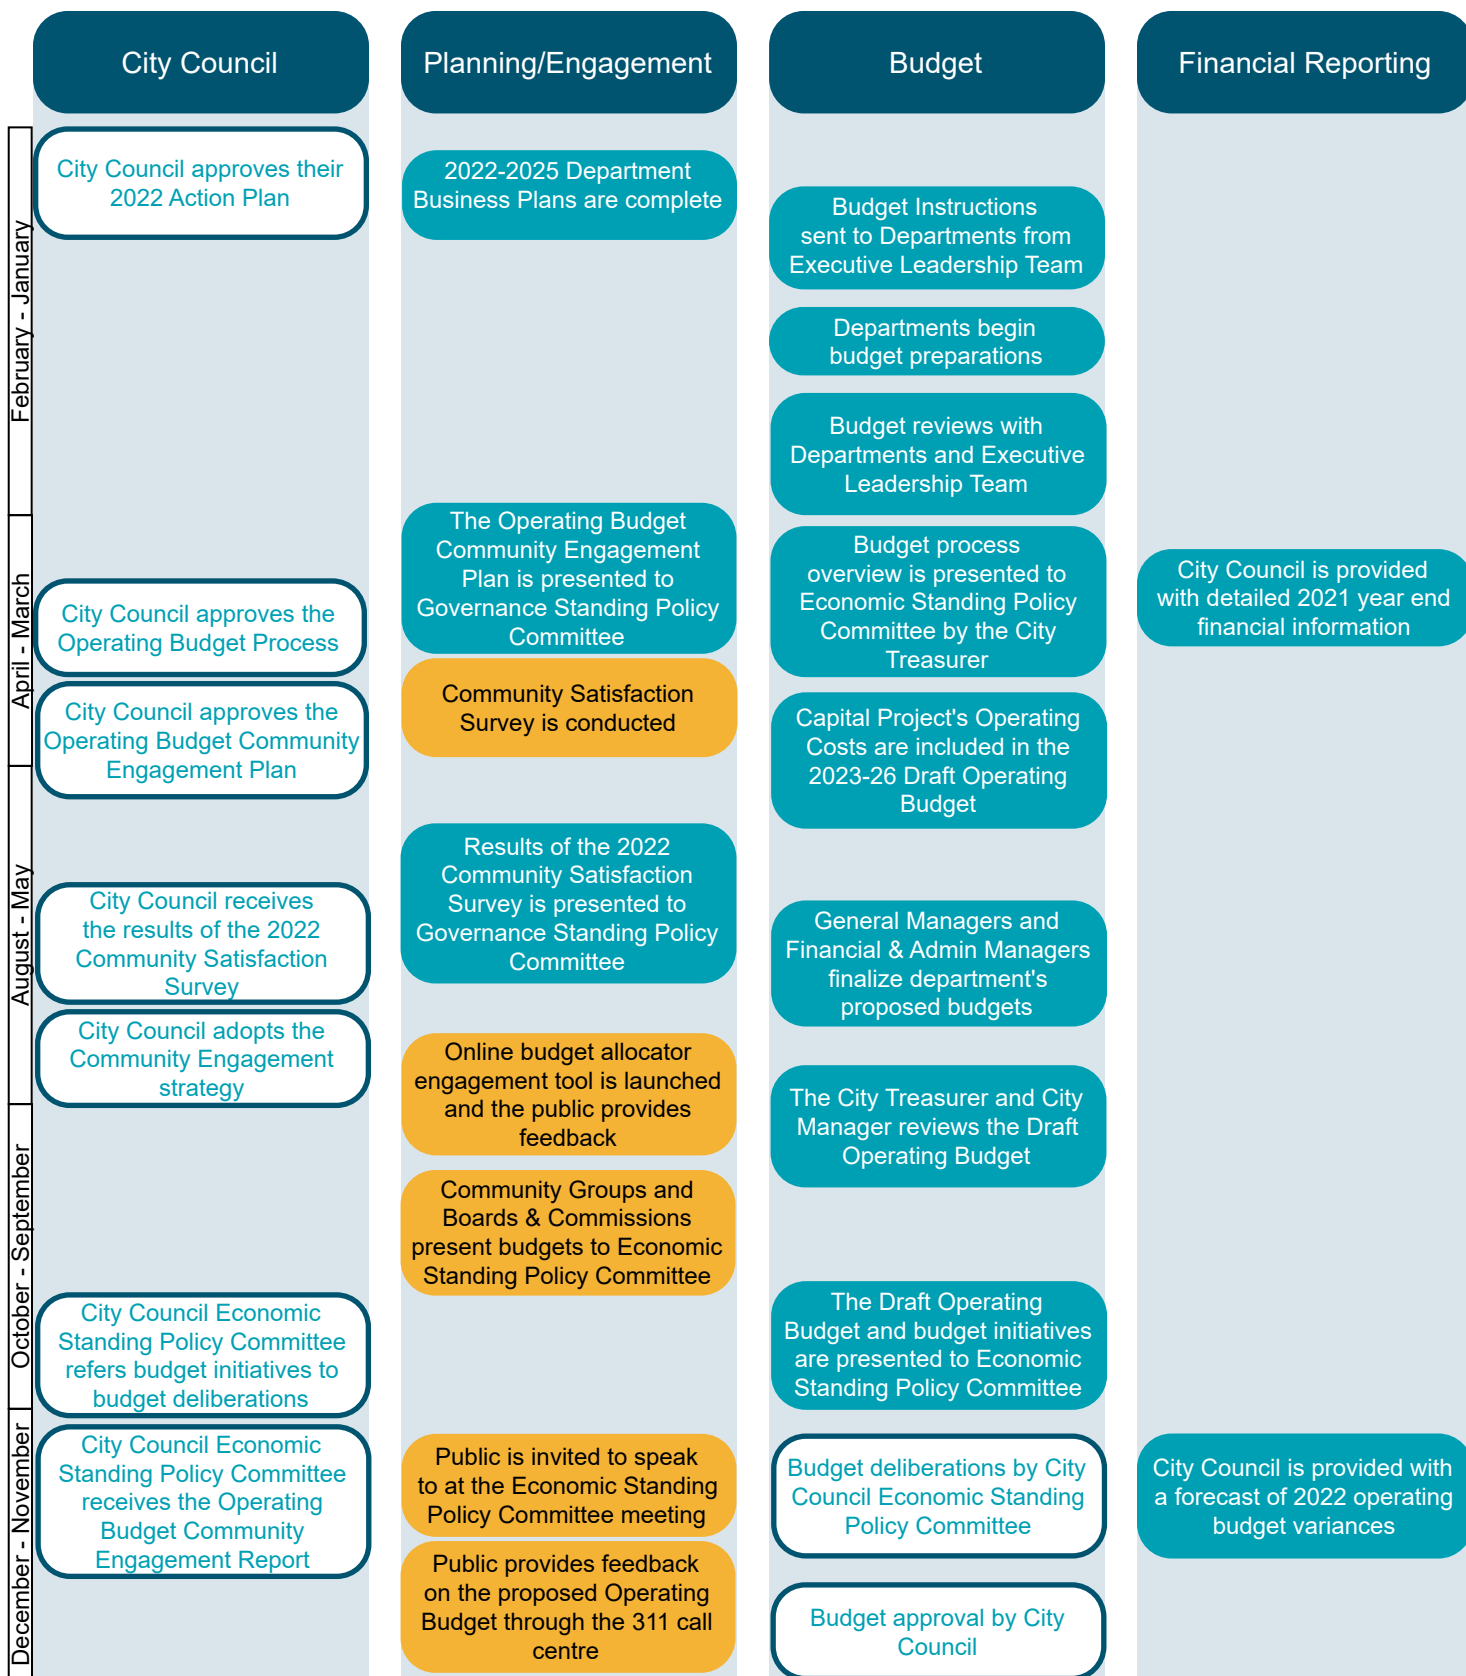 City Council
Planning/Engagement
Budget
Financial Reporting
February - January
April - March
August - May
October - September
December - November
City Council approves their
2022 Action Plan
City Council approves the
Operating Budget Process
City Council approves the
Operating Budget Community
Engagement Plan
City Council receives
the results of the 2022
Community Satisfaction
Survey
City Council adopts the
Community Engagement
strategy
City Council Economic
Standing Policy Committee
refers budget initiatives to
budget deliberations
City Council Economic
Standing Policy Committee
receives the Operating
Budget Community
Engagement Report
2022-2025 Department
Business Plans are complete
The Operating Budget
Community Engagement
Plan is presented to
Governance Standing Policy
Committee
Community Satisfaction
Survey is conducted
Results of the 2022
Community Satisfaction
Survey is presented to
Governance Standing Policy
Committee
Online budget allocator
engagement tool is launched
and the public provides
feedback
Community Groups and
Boards & Commissions
present budgets to Economic
Standing Policy Committee
Public is invited to speak
to at the Economic Standing
Policy Committee meeting
Public provides feedback
on the proposed Operating
Budget through the 311 call
centre
Budget Instructions
sent to Departments from
Executive Leadership Team
Departments begin
budget preparations
Budget reviews with
Departments and Executive
Leadership Team
Budget process
overview is presented to
Economic Standing Policy
Committee by the City
Treasurer
Capital Project's Operating
Costs are included in the
2023-26 Draft Operating
Budget
General Managers and
Financial & Admin Managers
finalize department's
proposed budgets
The City Treasurer and City
Manager reviews the Draft
Operating Budget
The Draft Operating
Budget and budget initiatives
are presented to Economic
Standing Policy Committee
Budget deliberations by City
Council Economic Standing
Policy Committee
Budget approval by City
Council
City Council is provided
with detailed 2021 year end
financial information
City Council is provided with
a forecast of 2022 operating
budget variances